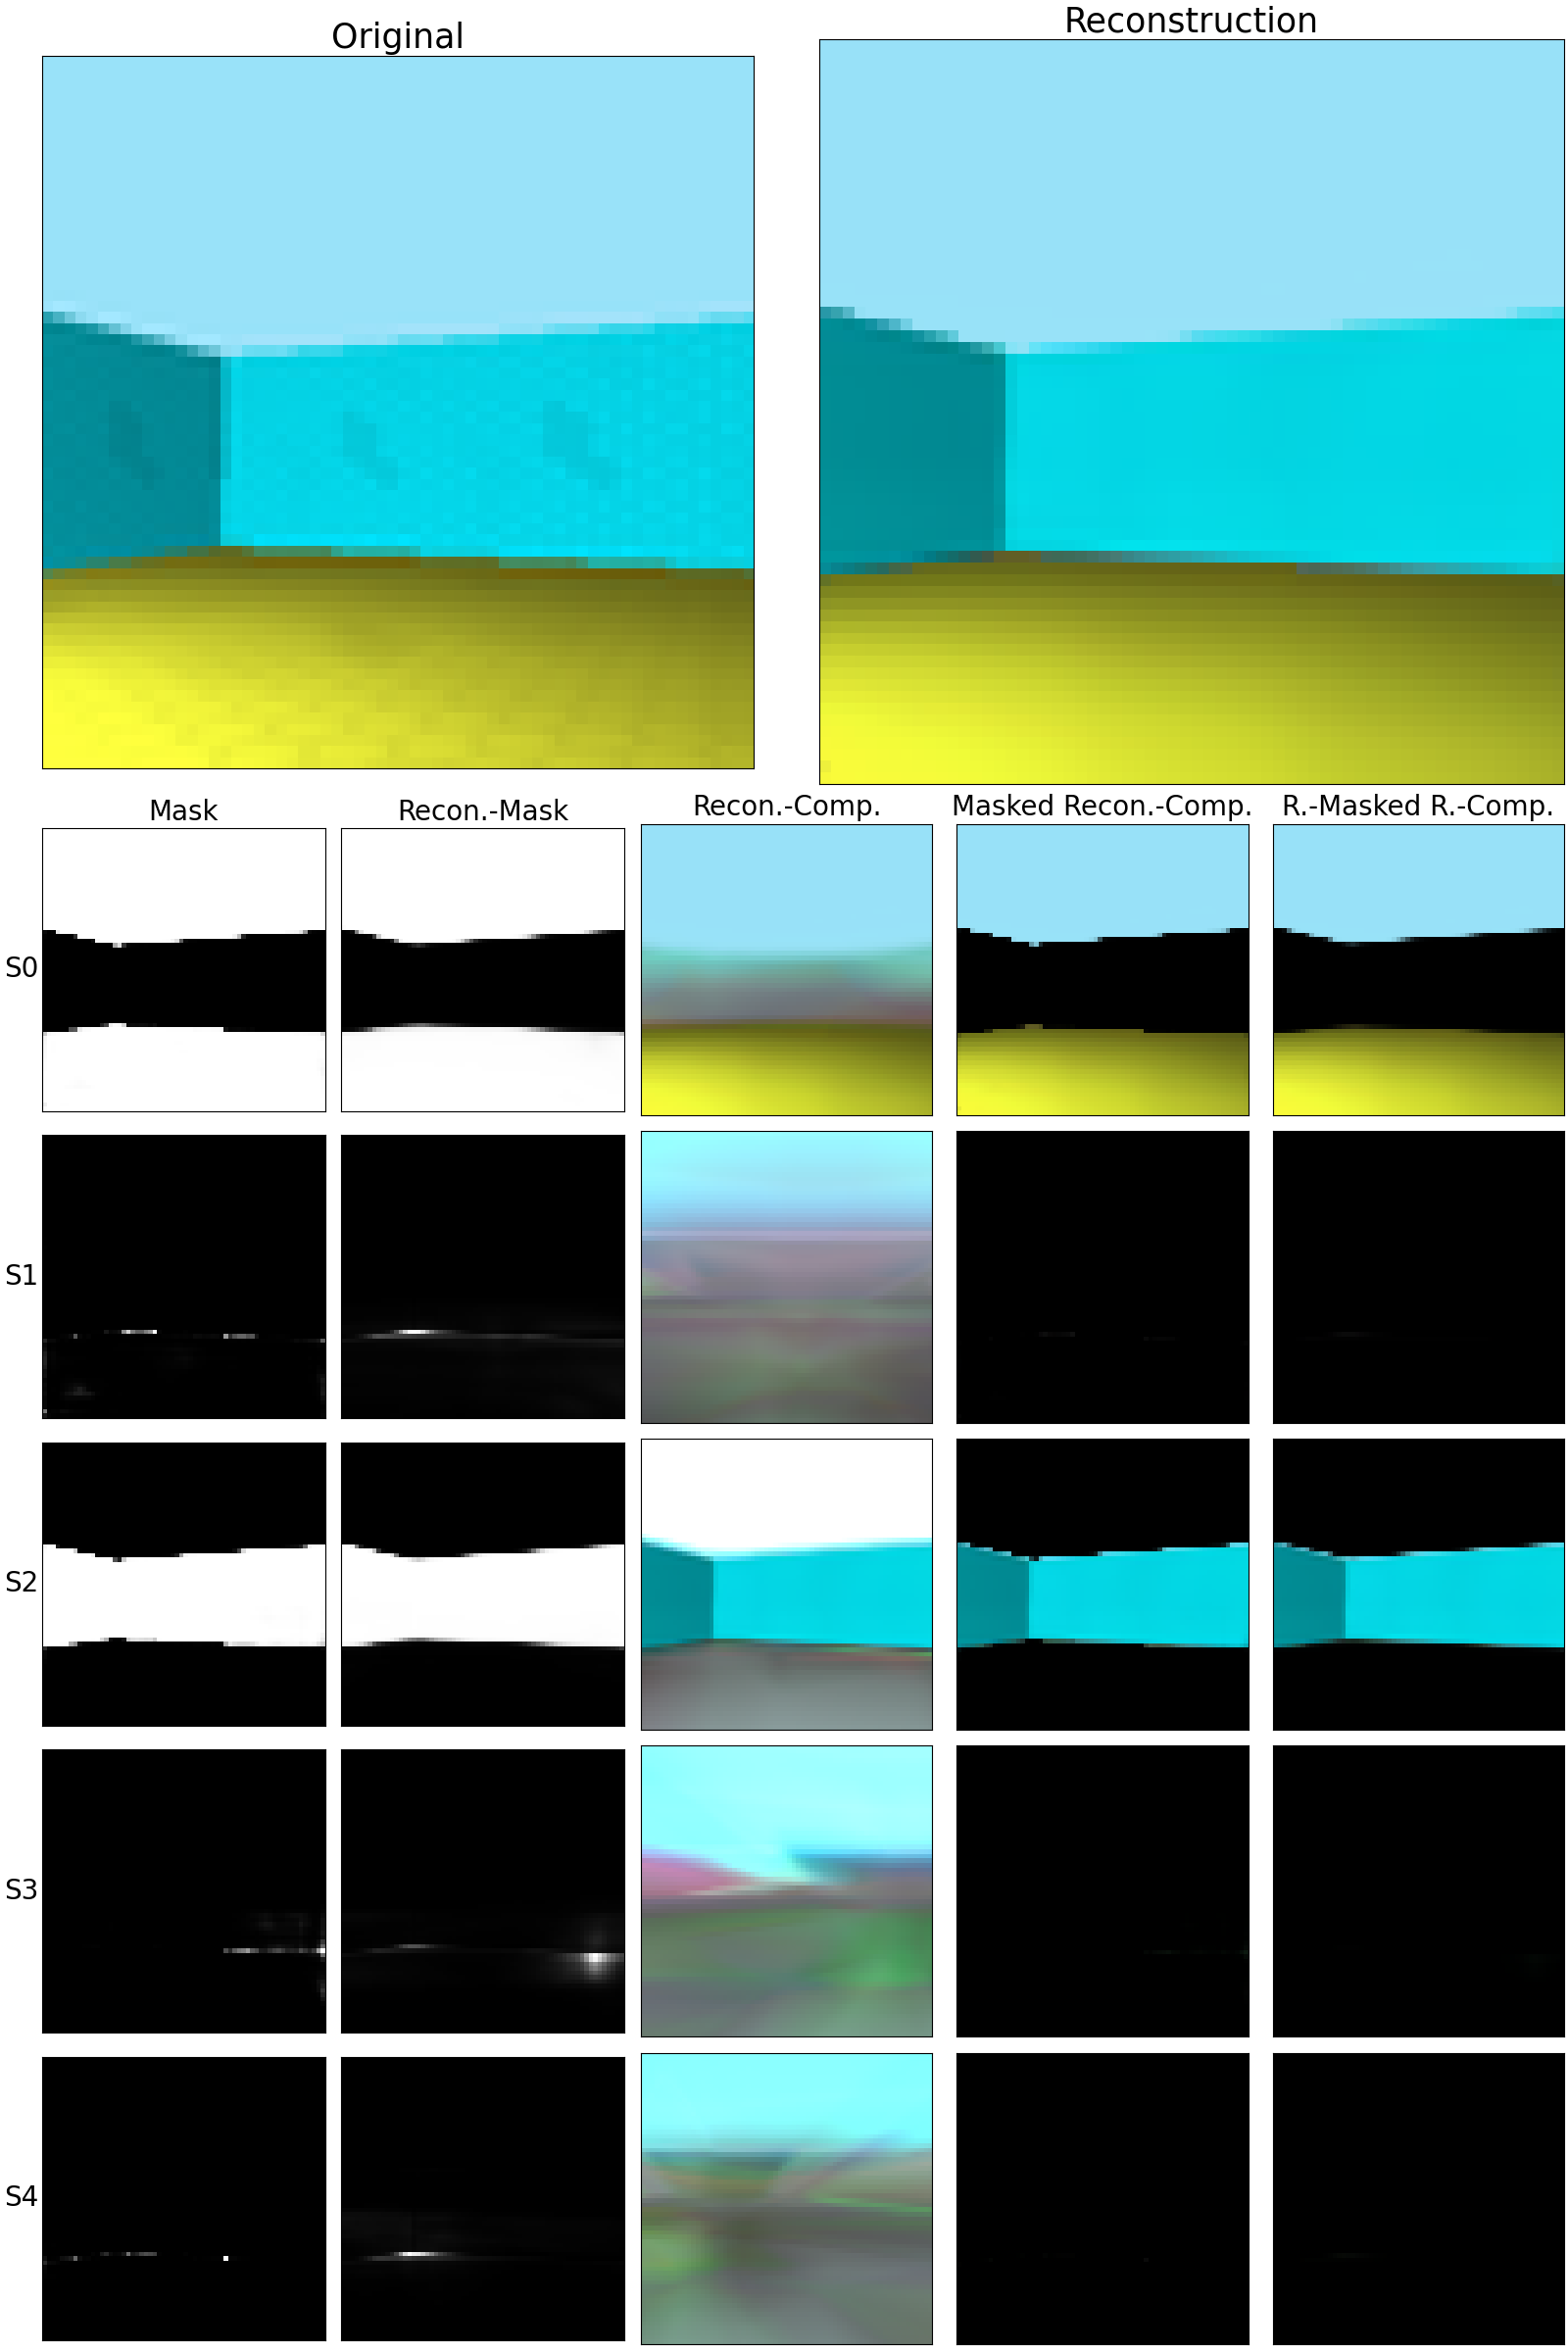 Original
Reconstruction
Mask
Recon.-Mask
Recon.-Comp.
Masked Recon.-Comp.
R.-Masked R.-Comp.
S0
S1
S2
S3
S4